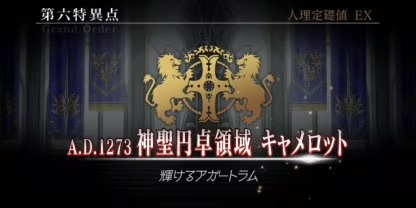 第六特異点
Grand Order
人理定礎値 EX
A.D.1273 神聖円卓領域 キャメロット
輝けるアガートラム